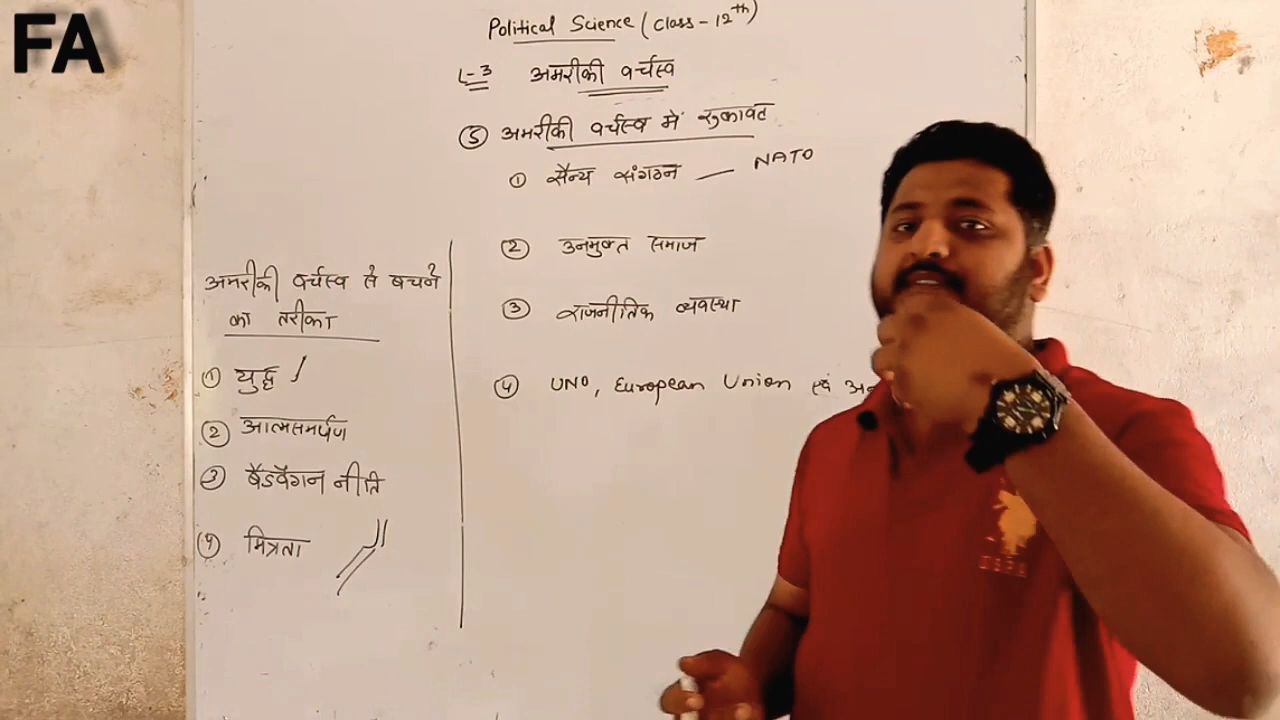 FA
Political Science (Class - 12th)
L-3 अमरीकी वर्चस्व
⑤ अमरीकी वर्चस्व में रुकावट
① सैन्य संगठन — NATO
② उनमुक्त समाज
③ राजनीतिक व्यवस्था
④ UNO, European Union एवं
अमरीकी वर्चस्व से बचने
का तरीका
① युद्ध
② आत्मसमर्पण
③ बैंडवॅगन नीति
④ मित्रता